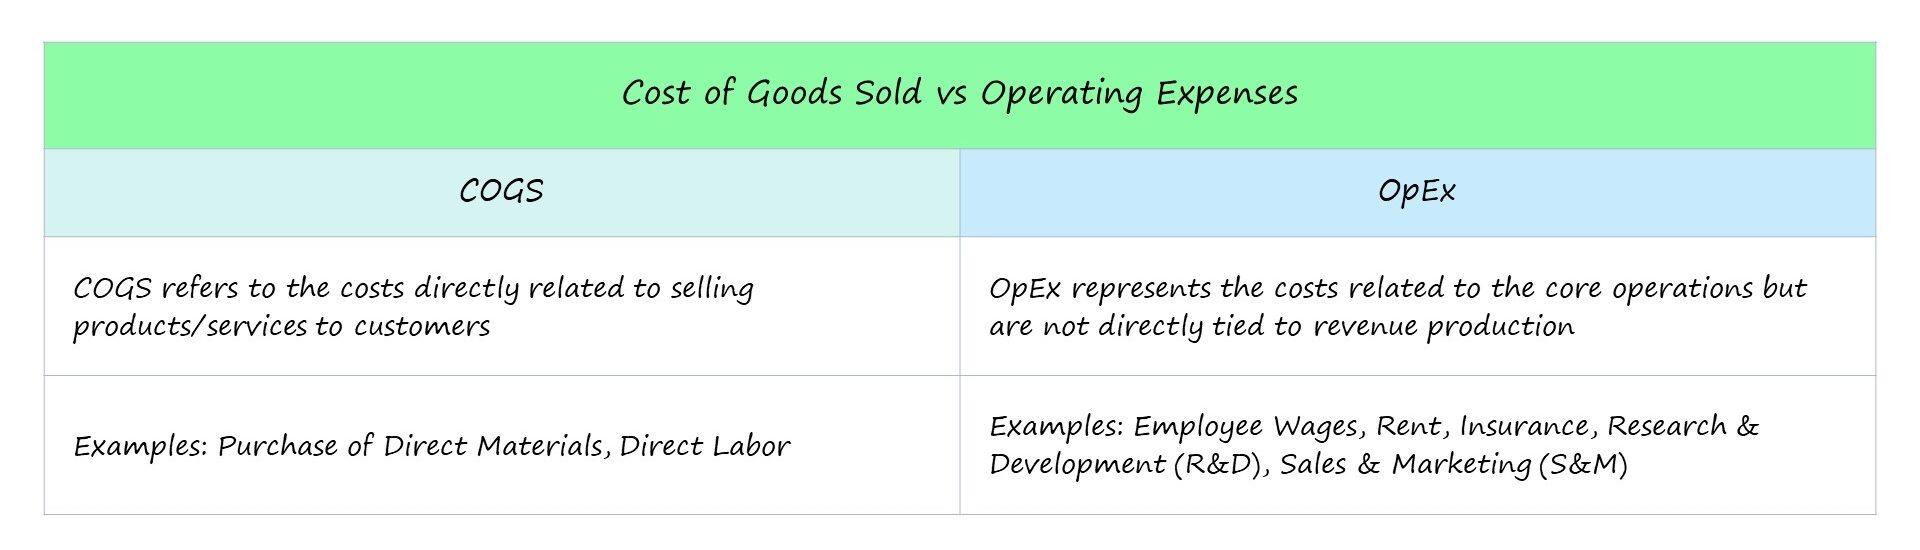 Cost of Goods Sold vs Operating Expenses
COGS
OpEx
COGS refers to the costs directly related to selling
products/services to customers
OpEx represents the costs related to the core operations but
are not directly tied to revenue production
Examples: Purchase of Direct Materials, Direct Labor
Examples: Employee Wages, Rent, Insurance, Research &
Development (R&D), Sales & Marketing (S&M)